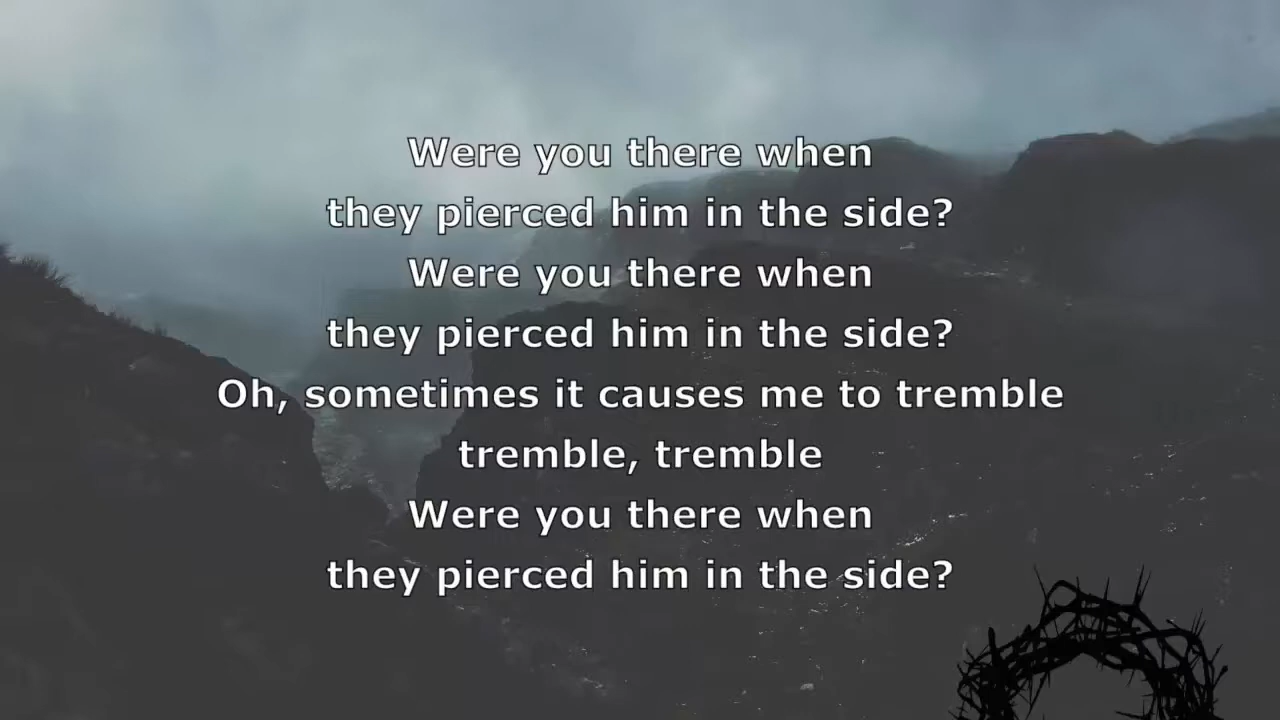 Were you there when
they pierced him in the side?
Were you there when
they pierced him in the side?
Oh, sometimes it causes me to tremble
tremble, tremble
Were you there when
they pierced him in the side?